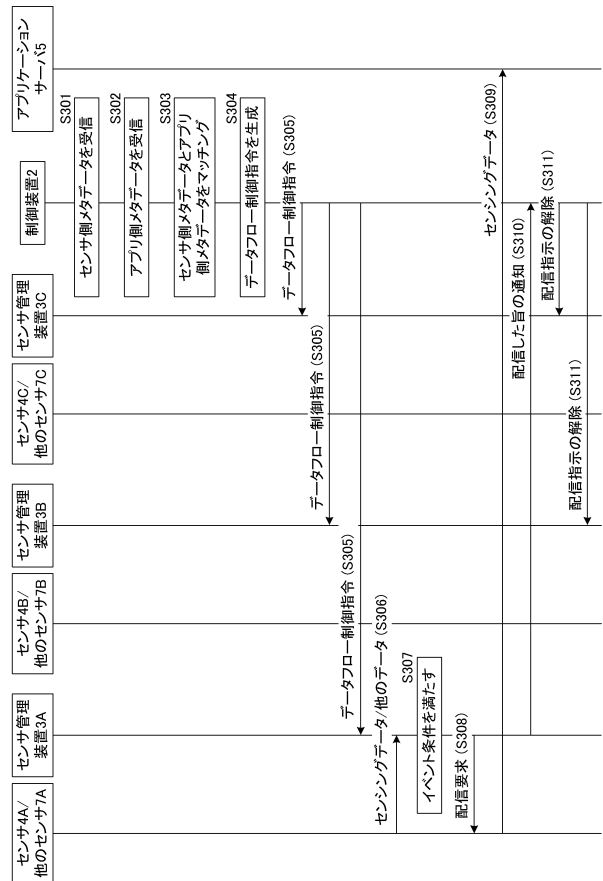 センサ4A/
他のセンサ7A
センサ管理
装置3A
センサ4B/
他のセンサ7B
センサ管理
装置3B
センサ4C/
他のセンサ7C
センサ管理
装置3C
制御装置2
アプリケーション
サーバ5
S301
センサ側メタデータを受信
S302
アプリ側メタデータを受信
S303
センサ側メタデータとアプリ
側メタデータをマッチング
S304
データフロー制御指令を生成
データフロー制御指令（S305）
データフロー制御指令（S305）
データフロー制御指令（S305）
センシングデータ/他のデータ（S306）
S307
イベント条件を満たす
配信要求（S308）
センシングデータ（S309）
配信した旨の通知（S310）
配信指示の解除（S311）
配信指示の解除（S311）